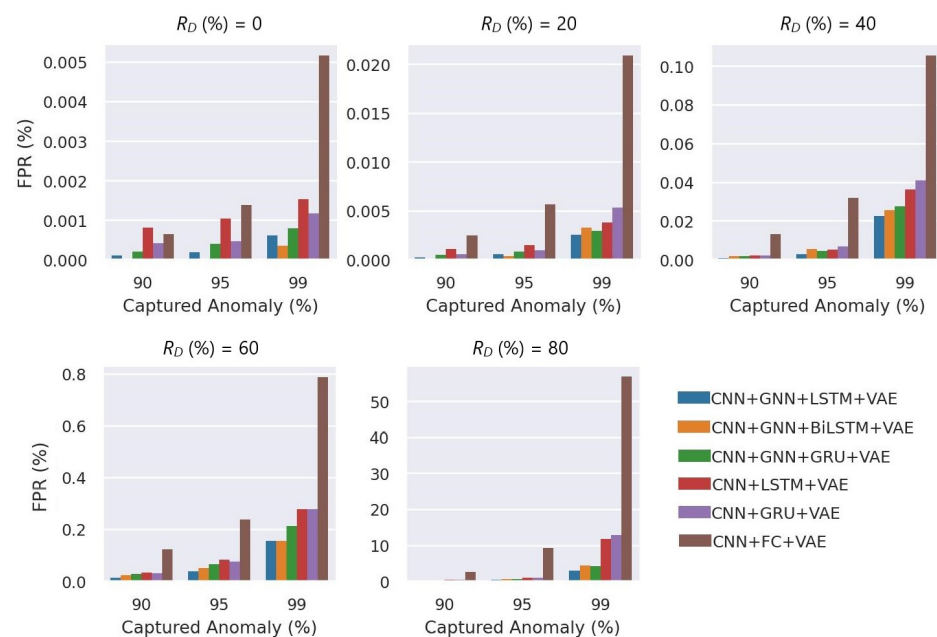 R_D (%) = 0
R_D (%) = 20
R_D (%) = 40
FPR (%)
0.005
0.004
0.003
0.002
0.001
0.000
90 95 99
Captured Anomaly (%)
0.020
0.015
0.010
0.005
0.000
90 95 99
Captured Anomaly (%)
0.10
0.08
0.06
0.04
0.02
0.00
90 95 99
Captured Anomaly (%)
R_D (%) = 60
R_D (%) = 80
FPR (%)
0.8
0.6
0.4
0.2
0.0
90 95 99
Captured Anomaly (%)
50
40
30
20
10
0
90 95 99
Captured Anomaly (%)
CNN+GNN+LSTM+VAE
CNN+GNN+BiLSTM+VAE
CNN+GNN+GRU+VAE
CNN+LSTM+VAE
CNN+GRU+VAE
CNN+FC+VAE